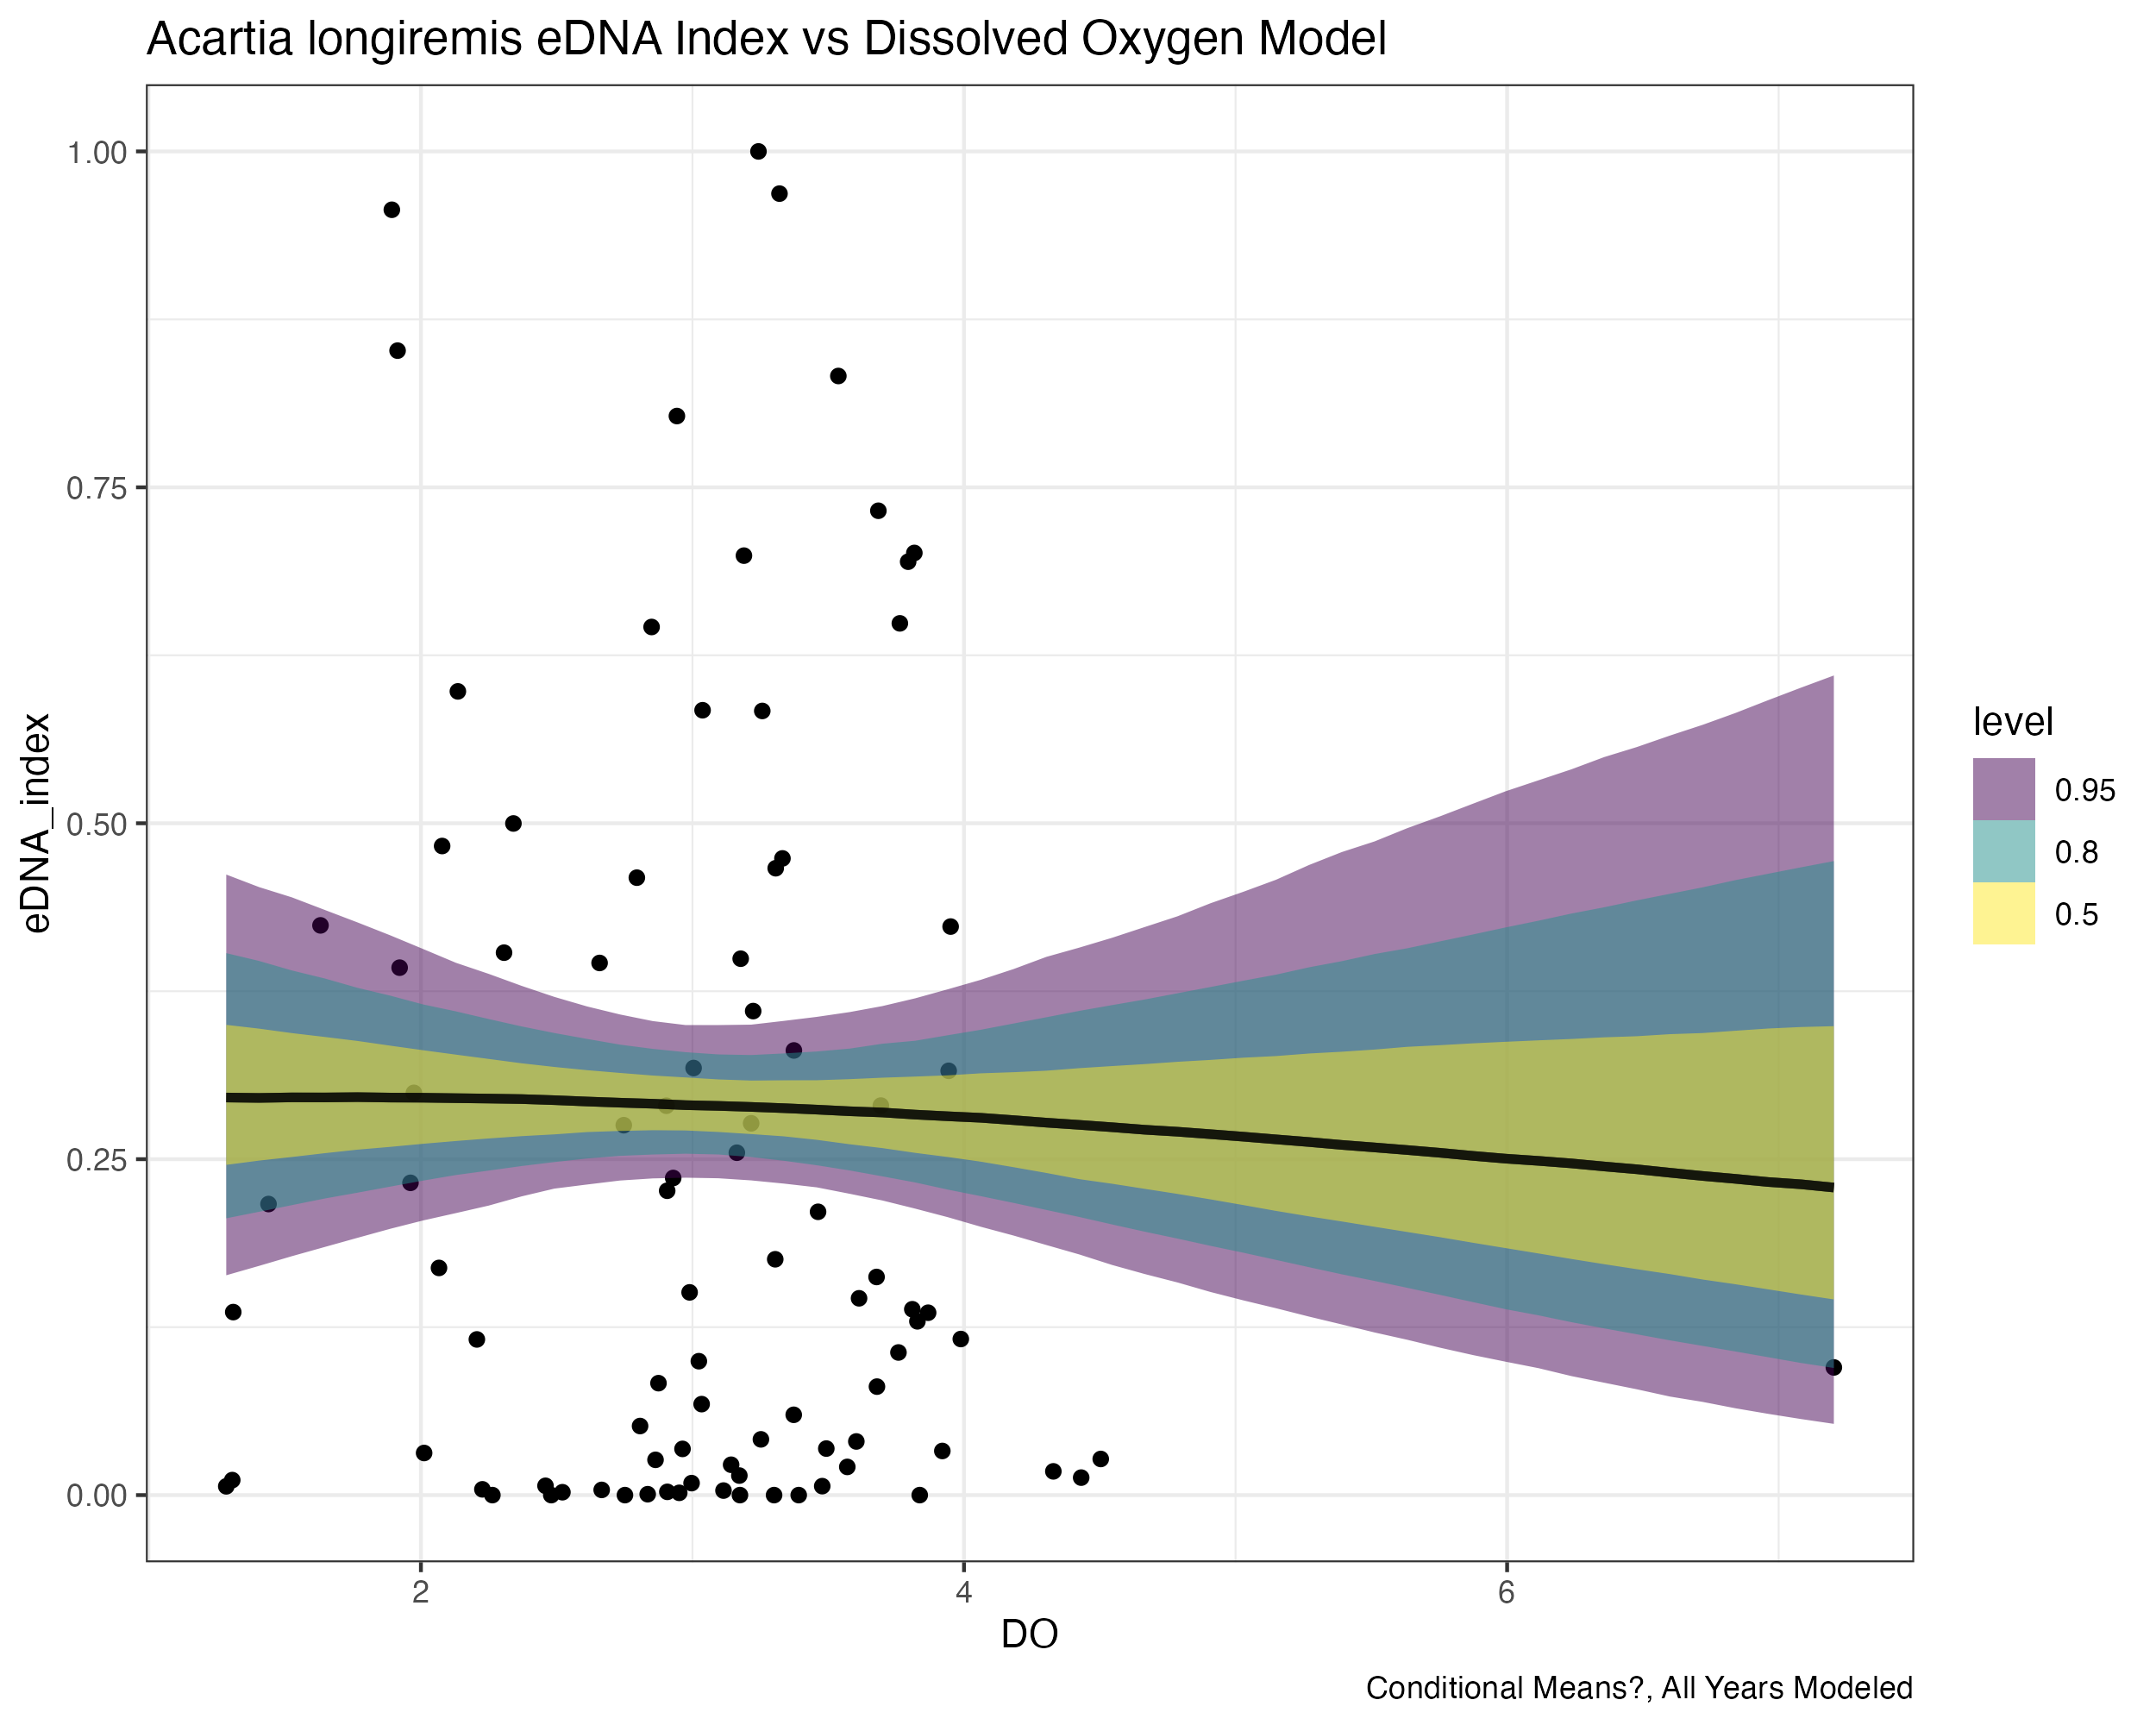 Acartia longiremis eDNA Index vs Dissolved Oxygen Model
eDNA_index
1.00
0.75
0.50
0.25
0.00
2 4 6
DO
level
0.95
0.8
0.5
Conditional Means?, All Years Modeled